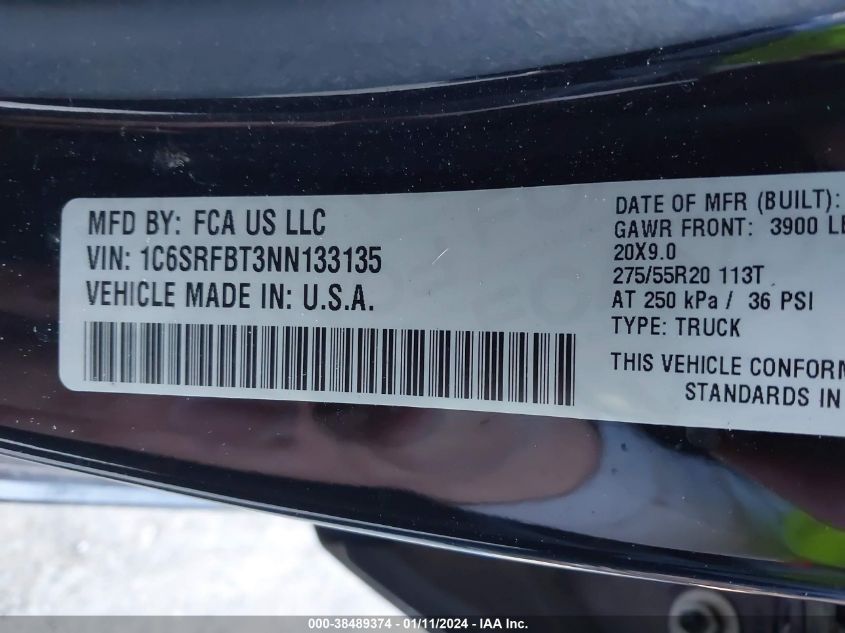 MFD BY: FCA US LLC
VIN: 1C6SRFBT3NN133135
VEHICLE MADE IN: U.S.A.
DATE OF MFR (BUILT):
GAWR FRONT: 3900
20X9.0
275/55R20 113T
AT 250 kPa / 36 PSI
TYPE: TRUCK
THIS VEHICLE
STANDARDS IN
000-38489374 - 01/11/2024 - IAA Inc.